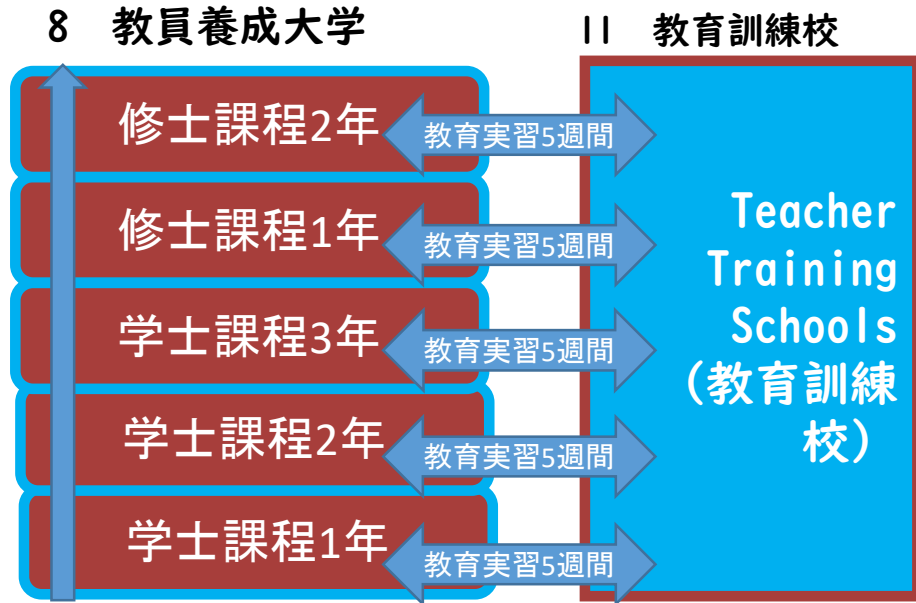 8 教員養成大学
11 教育訓練校
修士課程2年
教育実習5週間
修士課程1年
教育実習5週間
学士課程3年
教育実習5週間
学士課程2年
教育実習5週間
学士課程1年
教育実習5週間
Teacher
Training
Schools
(教育訓練
校)